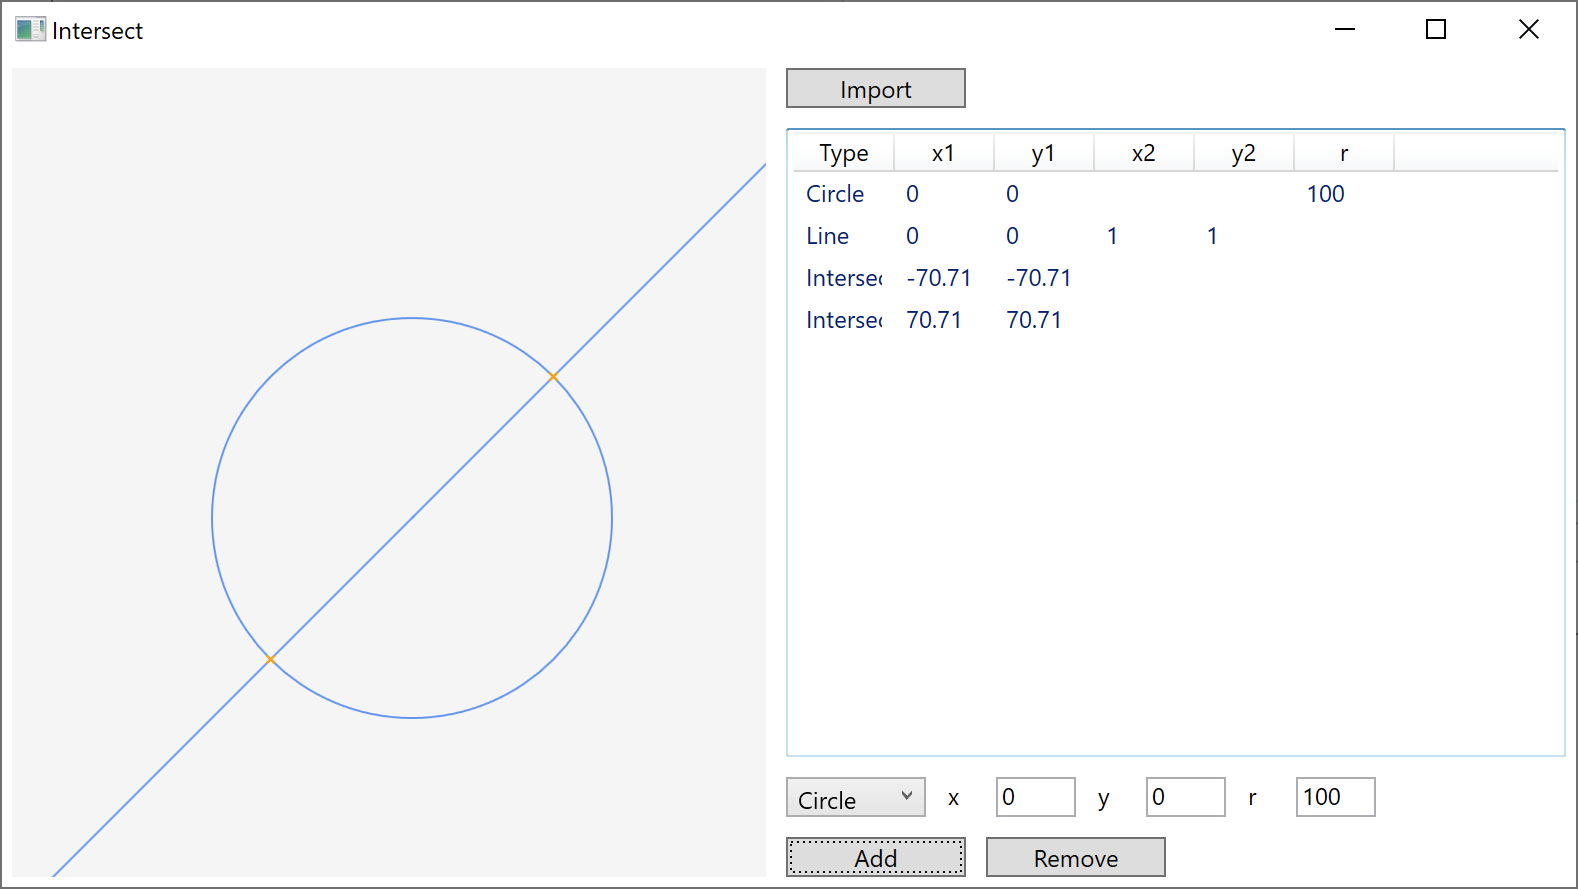 Intersect
Import
Type x1 y1 x2 y2 r
Circle 0 0 100
Line 0 0 1 1
Interse -70.71 -70.71
Interse 70.71 70.71
Circle x 0 y 0 r 100
Add Remove